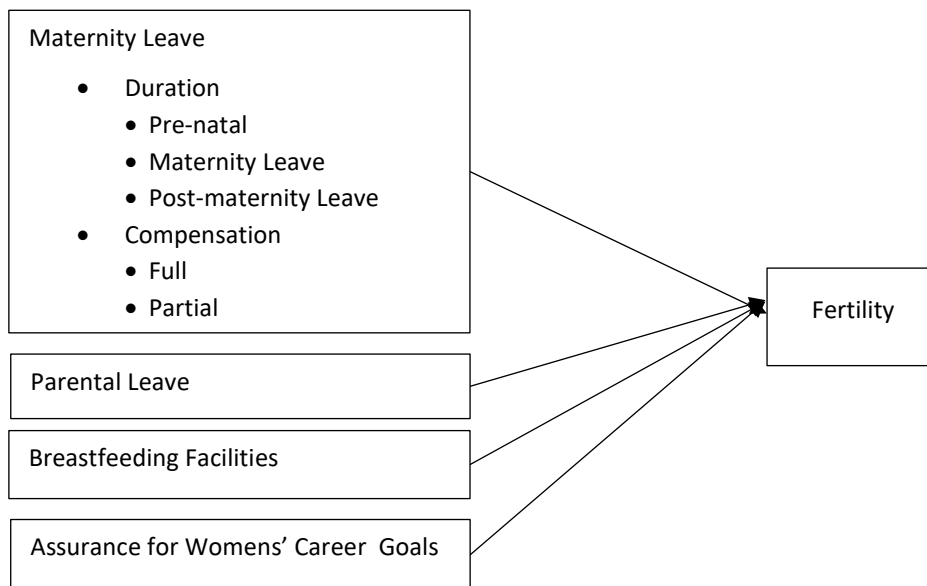 Maternity Leave
• Duration
• Pre-natal
• Maternity Leave
• Post-maternity Leave
• Compensation
• Full
• Partial
Fertility
Parental Leave
Breastfeeding Facilities
Assurance for Womens’ Career  Goals